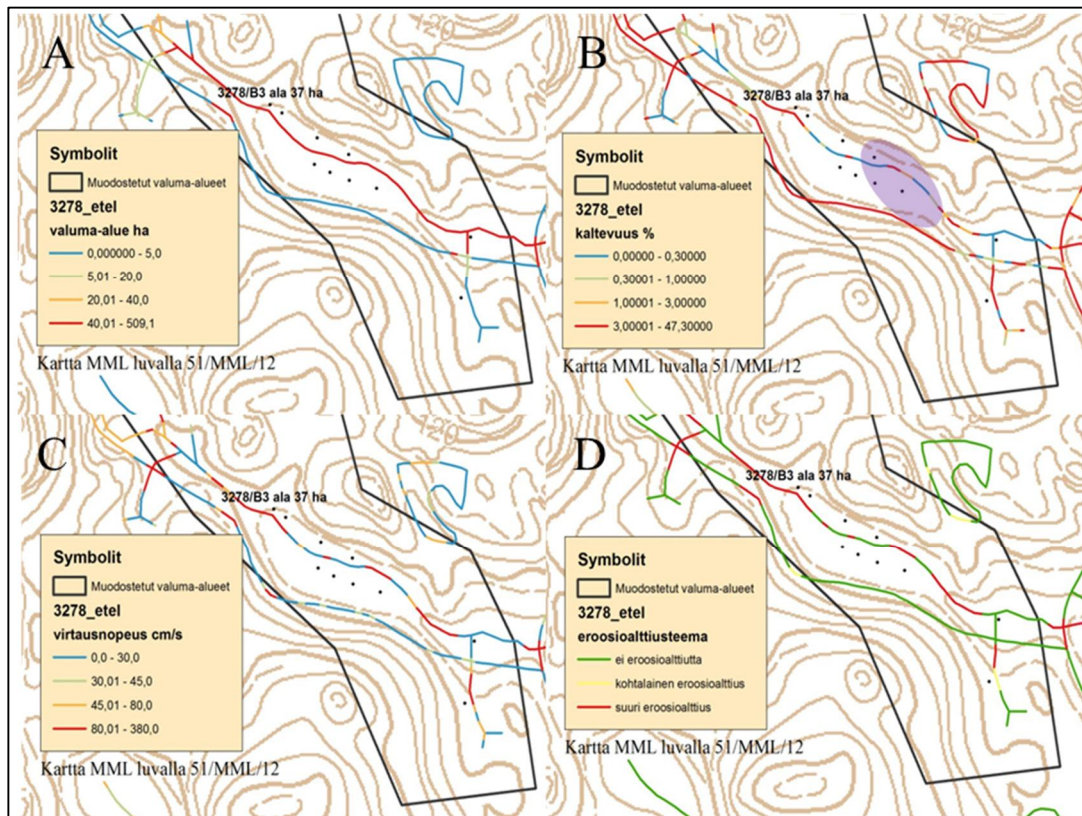 A
120
3278/B3 ala 37 ha
Symbolit
Muodostetut valuma-alueet
3278_etel
valuma-alue ha
0,000000 - 5,0
5,01 - 20,0
20,01 - 40,0
40,01 - 509,1
Kartta MML luvalla 51/MML/12
B
120
3278/B3 ala 37 ha
Symbolit
Muodostetut valuma-alueet
3278_etel
kaltevuus %
0,00000 - 0,30000
0,30001 - 1,00000
1,00001 - 3,00000
3,00001 - 47,30000
Kartta MML luvalla 51/MML/12
C
120
3278/B3 ala 37 ha
Symbolit
Muodostetut valuma-alueet
3278_etel
virtausnopeus cm/s
0,0 - 30,0
30,01 - 45,0
45,01 - 80,0
80,01 - 380,0
Kartta MML luvalla 51/MML/12
D
120
3278/B3 ala 37 ha
Symbolit
Muodostetut valuma-alueet
3278_etel
eroosioalttiusteema
ei eroosioalttiutta
kohtalainen eroosioalttius
suuri eroosioalttius
Kartta MML luvalla 51/MML/12